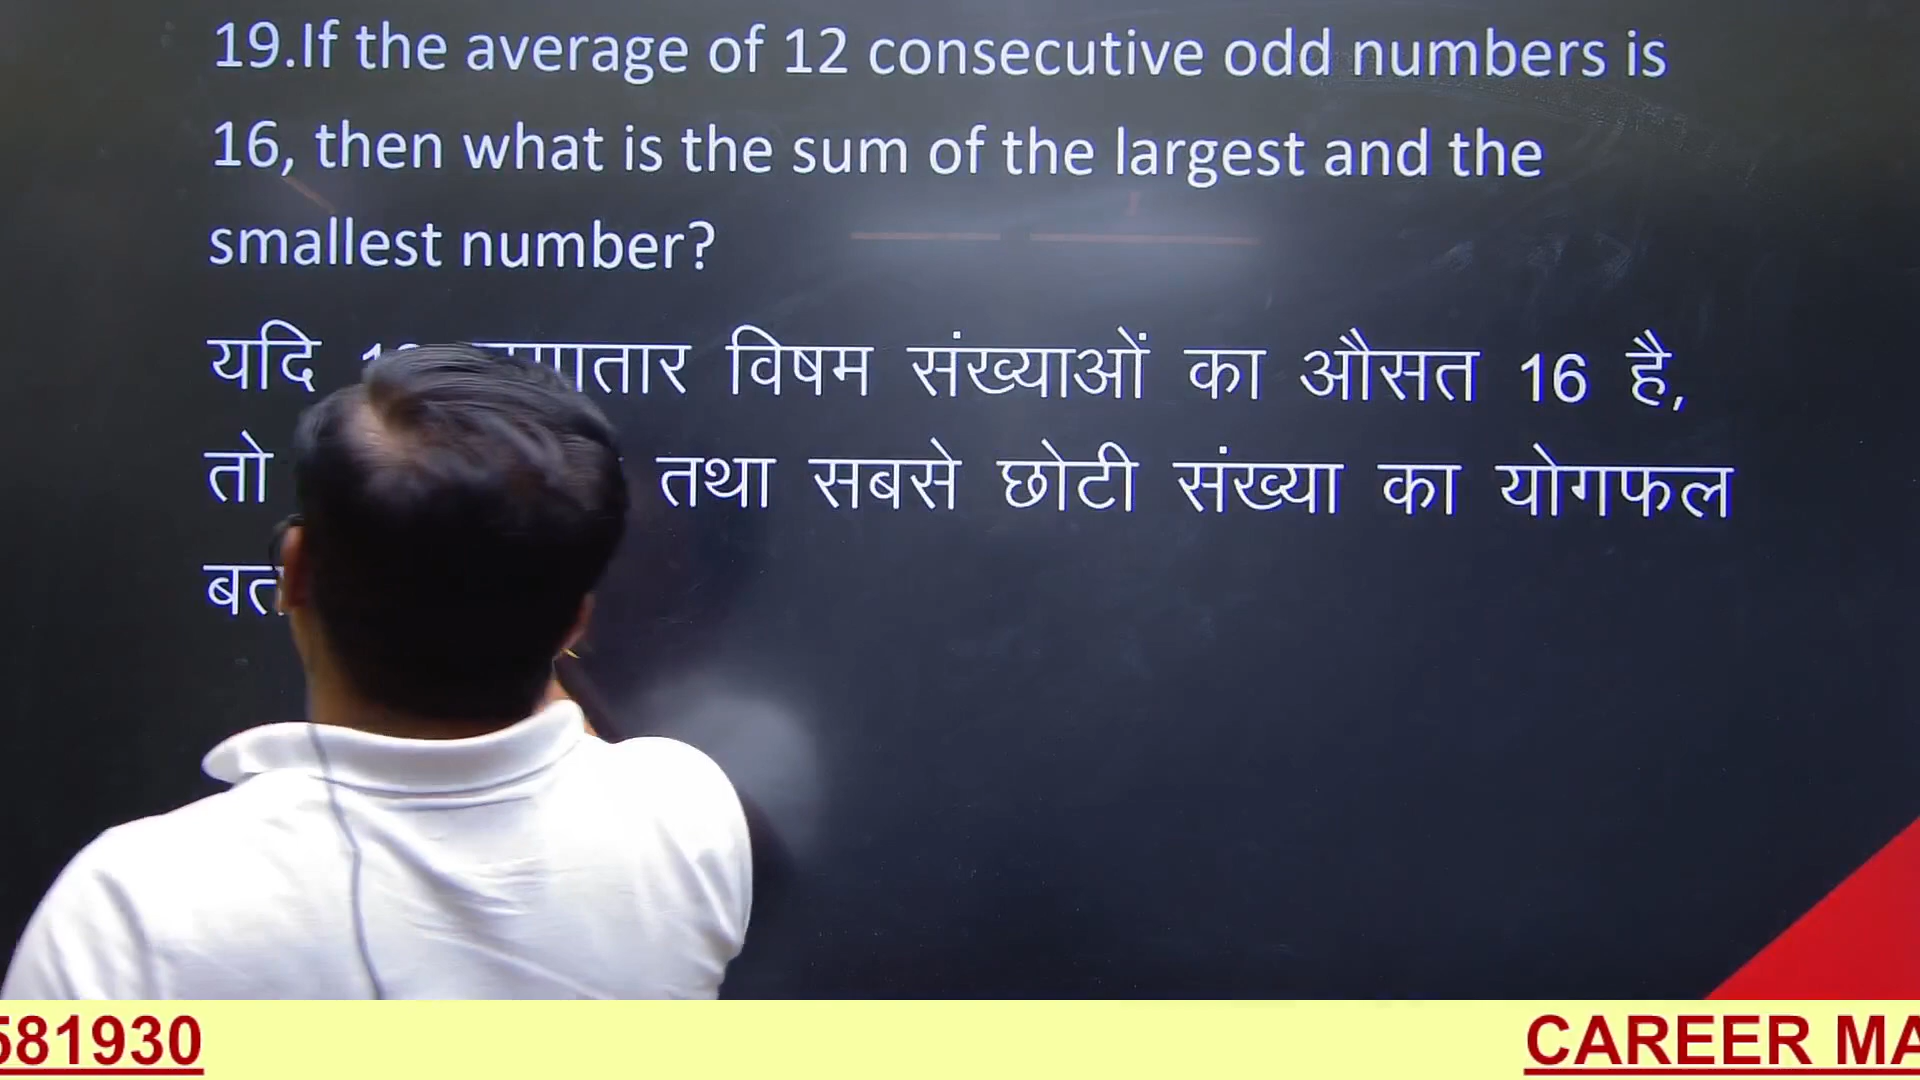 19.If the average of 12 consecutive odd numbers is
16, then what is the sum of the largest and the
smallest number?
यदि विषम संख्याओं का औसत 16 है,
तो तथा सबसे छोटी संख्या का योगफल
581930
CAREER MA